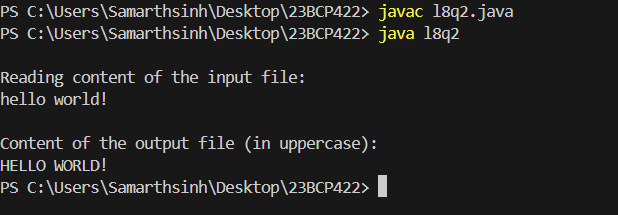 PS C:\Users\Samarthsinh\Desktop\23BCP422> javac l8q2.java
PS C:\Users\Samarthsinh\Desktop\23BCP422> java l8q2
Reading content of the input file:
hello world!
Content of the output file (in uppercase):
HELLO WORLD!
PS C:\Users\Samarthsinh\Desktop\23BCP422>